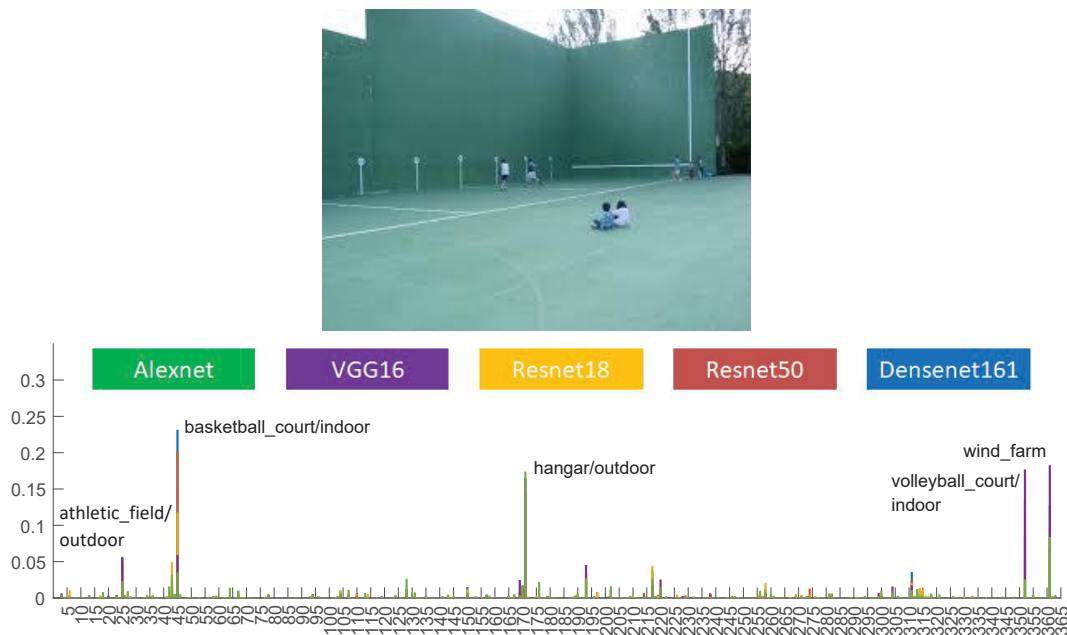 Alexnet VGG16 Resnet18 Resnet50 Densenet161
0.3
0.25
0.2
0.15
0.1
0.05
0
basketball_court/indoor
athletic_field/
outdoor
hangar/outdoor
wind_farm
volleyball_court/
indoor
5 10 15 20 25 30 35 40 45 50 55 60 65 70 75 80 85 90 95 100 105 110 115 120 125 130 135 140 145 150 155 160 165 170 175 180 185 190 195 200 205 210 215 220 225 230 235 240 245 250 255 260 265 270 275 280 285 290 295 300 305 310 315 320 325 330 335 340 345 350 355 360 365